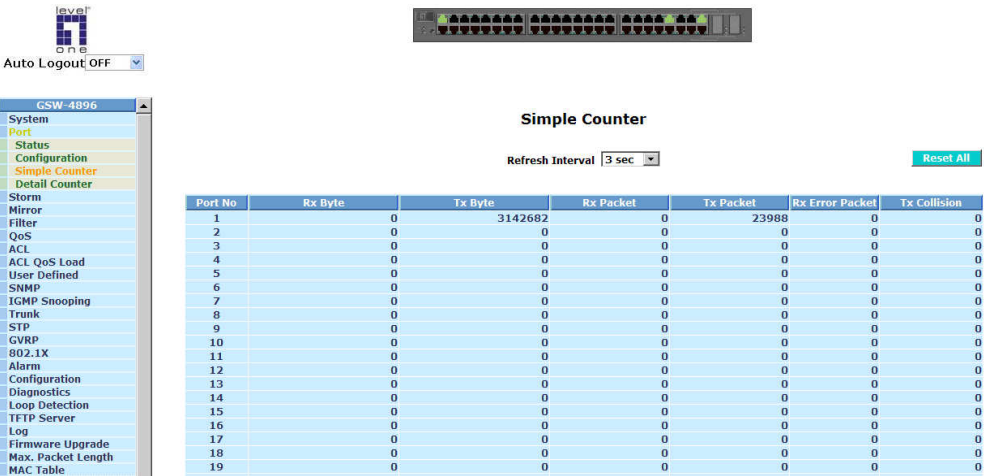 level
one
Auto Logout OFF
GSW-4896
System
Port
Status
Configuration
Simple Counter
Detail Counter
Storm
Mirror
Filter
QoS
ACL
ACL QoS Load
User Defined
SNMP
IGMP Snooping
Trunk
STP
GVRP
802.1X
Alarm
Configuration
Diagnostics
Loop Detection
TFTP Server
Log
Firmware Upgrade
Max. Packet Length
MAC Table
Simple Counter
Refresh Interval 3 sec
Reset All
Port No Rx Byte Tx Byte Rx Packet Tx Packet Rx Error Packet Tx Collision
1 0 3142682 0 23988 0 0
2 0 0 0 0 0 0
3 0 0 0 0 0 0
4 0 0 0 0 0 0
5 0 0 0 0 0 0
6 0 0 0 0 0 0
7 0 0 0 0 0 0
8 0 0 0 0 0 0
9 0 0 0 0 0 0
10 0 0 0 0 0 0
11 0 0 0 0 0 0
12 0 0 0 0 0 0
13 0 0 0 0 0 0
14 0 0 0 0 0 0
15 0 0 0 0 0 0
16 0 0 0 0 0 0
17 0 0 0 0 0 0
18 0 0 0 0 0 0
19 0 0 0 0 0 0